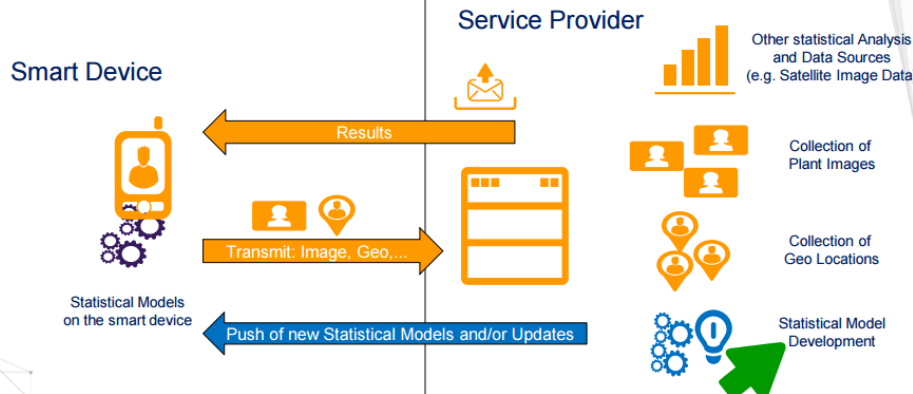 Service Provider
Smart Device
Other statistical Analysis
and Data Sources
(e.g. Satellite Image Data
Results
Collection of
Plant Images
Transmit: Image, Geo,...
Collection of
Geo Locations
Statistical Models
on the smart device
Push of new Statistical Models and/or Updates
Statistical Model
Development